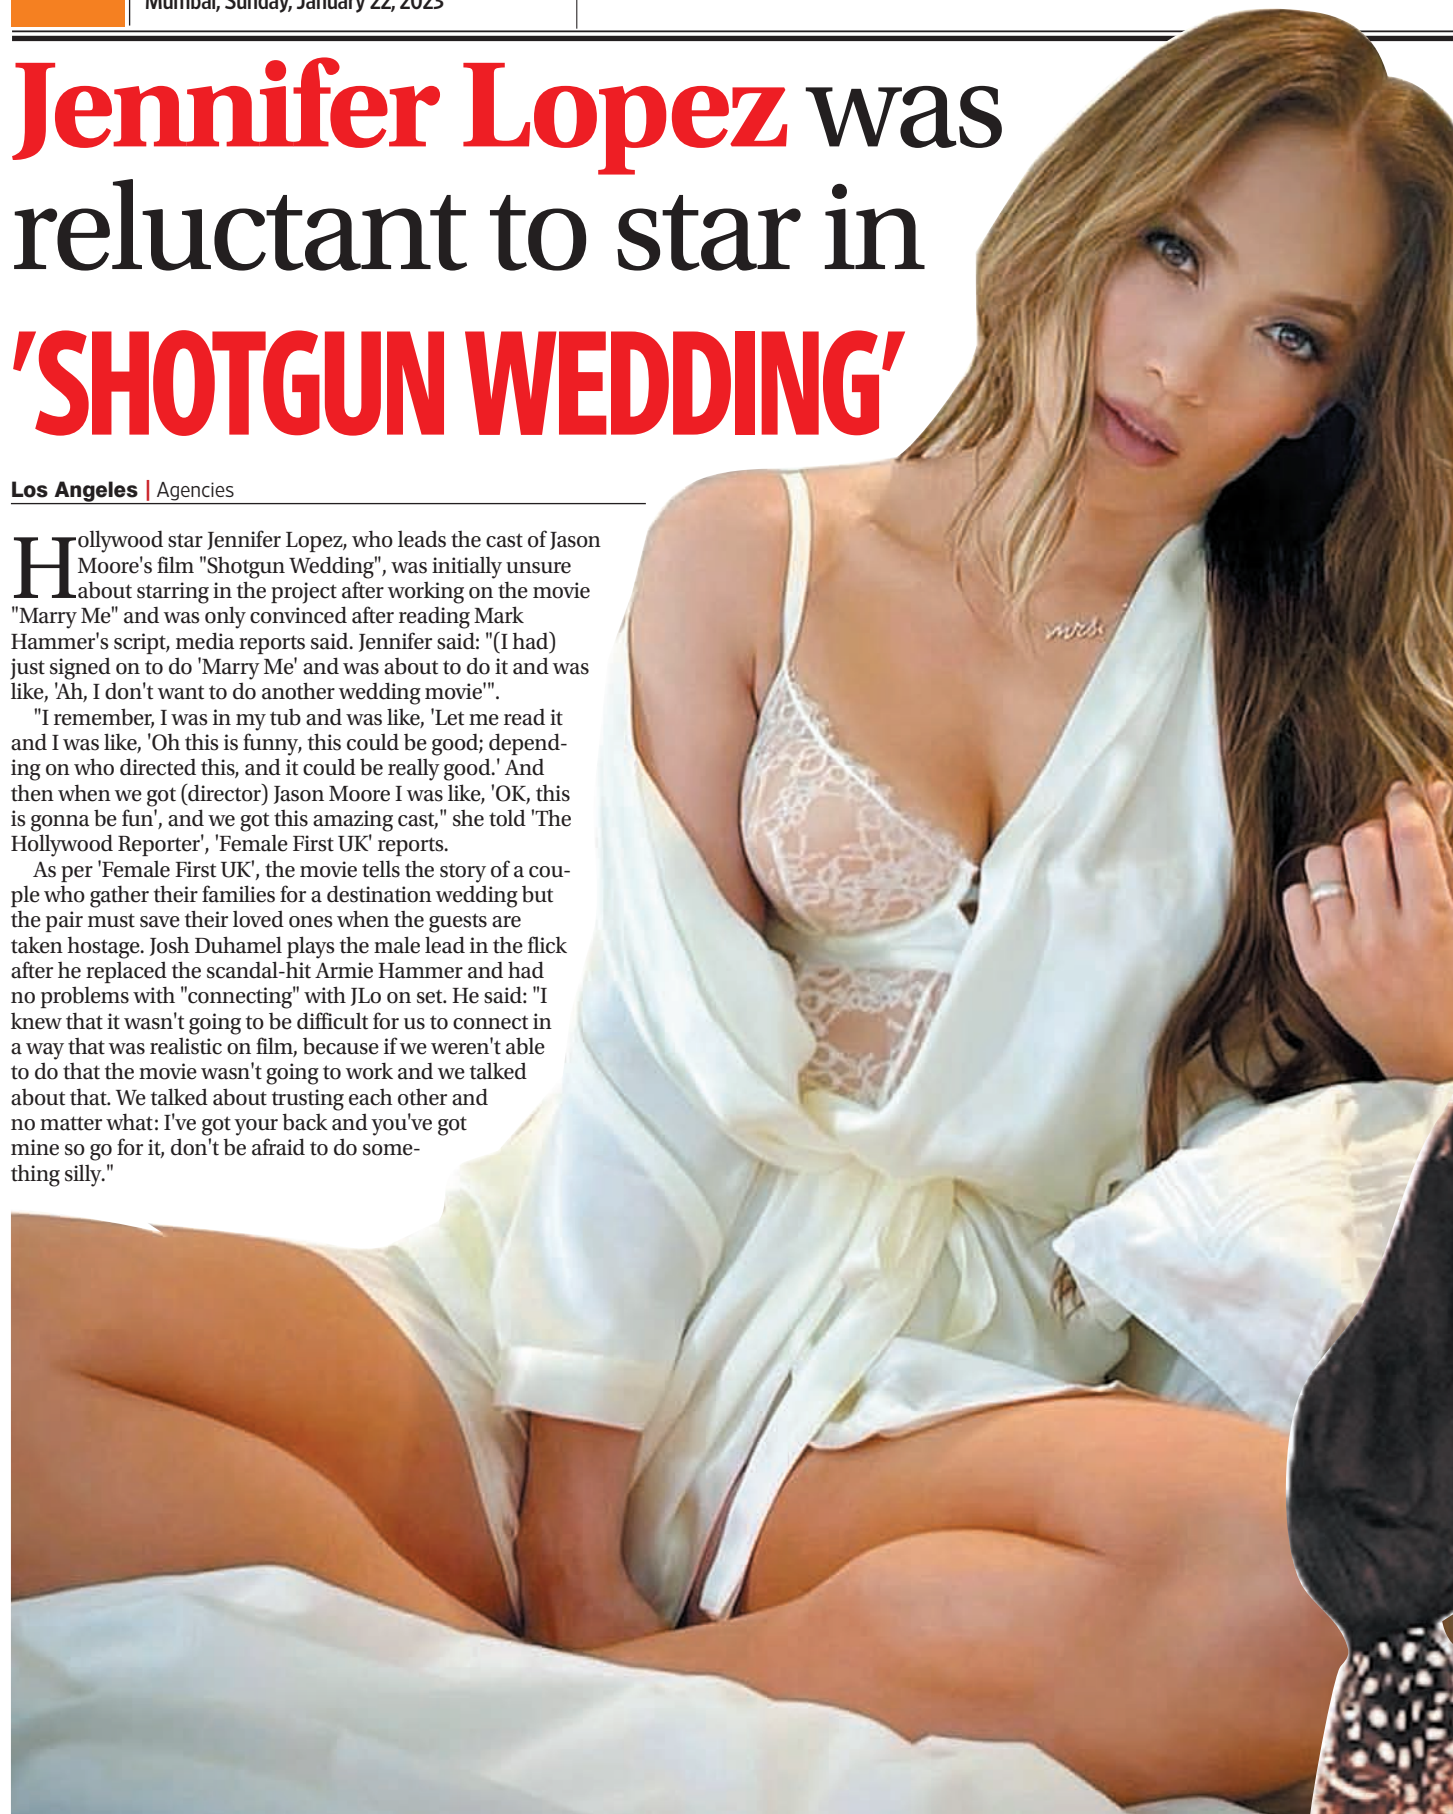 Mumbai, Sunday, January 22, 2023
Jennifer Lopez was
reluctant to star in
'SHOTGUN WEDDING'
Los Angeles | Agencies
Hollywood star Jennifer Lopez, who leads the cast of Jason
Moore's film "Shotgun Wedding", was initially unsure
about starring in the project after working on the movie
"Marry Me" and was only convinced after reading Mark
Hammer's script, media reports said. Jennifer said: "(I had)
just signed on to do 'Marry Me' and was about to do it and was
like, 'Ah, I don't want to do another wedding movie'".
"I remember, I was in my tub and was like, 'Let me read it
and I was like, 'Oh this is funny, this could be good; depend-
ing on who directed this, and it could be really good.' And
then when we got (director) Jason Moore I was like, 'OK, this
is gonna be fun', and we got this amazing cast," she told 'The
Hollywood Reporter', 'Female First UK' reports.
As per 'Female First UK', the movie tells the story of a cou-
ple who gather their families for a destination wedding but
the pair must save their loved ones when the guests are
taken hostage. Josh Duhamel plays the male lead in the flick
after he replaced the scandal-hit Armie Hammer and had
no problems with "connecting" with JLo on set. He said: "I
knew that it wasn't going to be difficult for us to connect in
a way that was realistic on film, because if we weren't able
to do that the movie wasn't going to work and we talked
about that. We talked about trusting each other and
no matter what: I've got your back and you've got
mine so go for it, don't be afraid to do some-
thing silly."
mrs